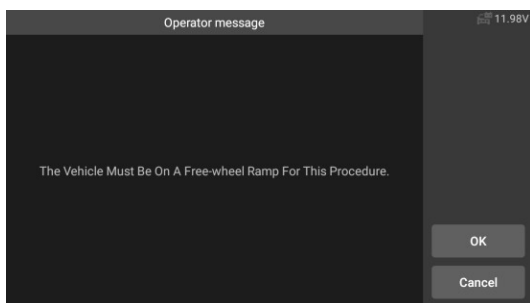 Operator message
11.98V
The Vehicle Must Be On A Free-wheel Ramp For This Procedure.
OK
Cancel